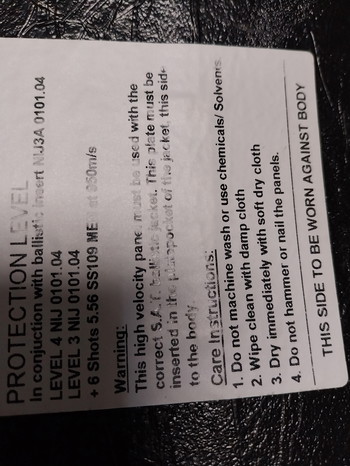 PROTECTION LEVEL
In conjuction with ballistic insert NIJ3A 0101.04
LEVEL 4 NIJ 0101.04
LEVEL 3 NIJ 0101.04
+ 6 Shots 5.56 SS109 ME at m/s
Warning:
This high velocity panel must be used with the
correct jacket. This plate must be
inserted in the pocket of the jacket, this side
to the body.
Care Instructions:
1. Do not machine wash or use chemicals/ Solvents.
2. Wipe clean with damp cloth
3. Dry immediately with soft dry cloth
4. Do not hammer or nail the panels.
THIS SIDE TO BE WORN AGAINST BODY